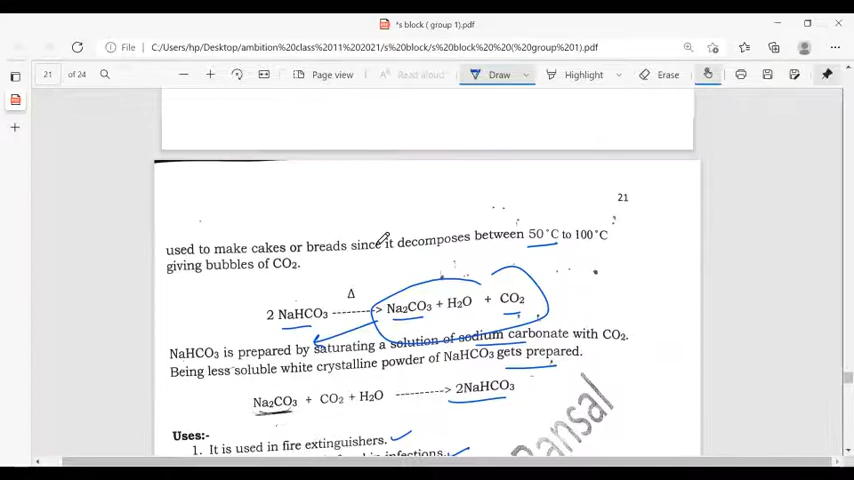 *s block ( group 1).pdf
File C:/Users/hp/Desktop/ambition%20class%2011%202021/s%20block/s%20block%20%20(%20group%201).pdf
21 of 24 Page view Read aloud Draw Highlight Erase
21
used to make cakes or breads since it decomposes between 50°C to 100°C
giving bubbles of CO₂.
Δ
2 NaHCO₃ ---------> Na₂CO₃ + H₂O + CO₂
NaHCO₃ is prepared by saturating a solution of sodium carbonate with CO₂.
Being less soluble white crystalline powder of NaHCO₃ gets prepared.
Na₂CO₃ + CO₂ + H₂O ----------> 2NaHCO₃
Uses:-
1. It is used in fire extinguishers.
infections.
Bansal